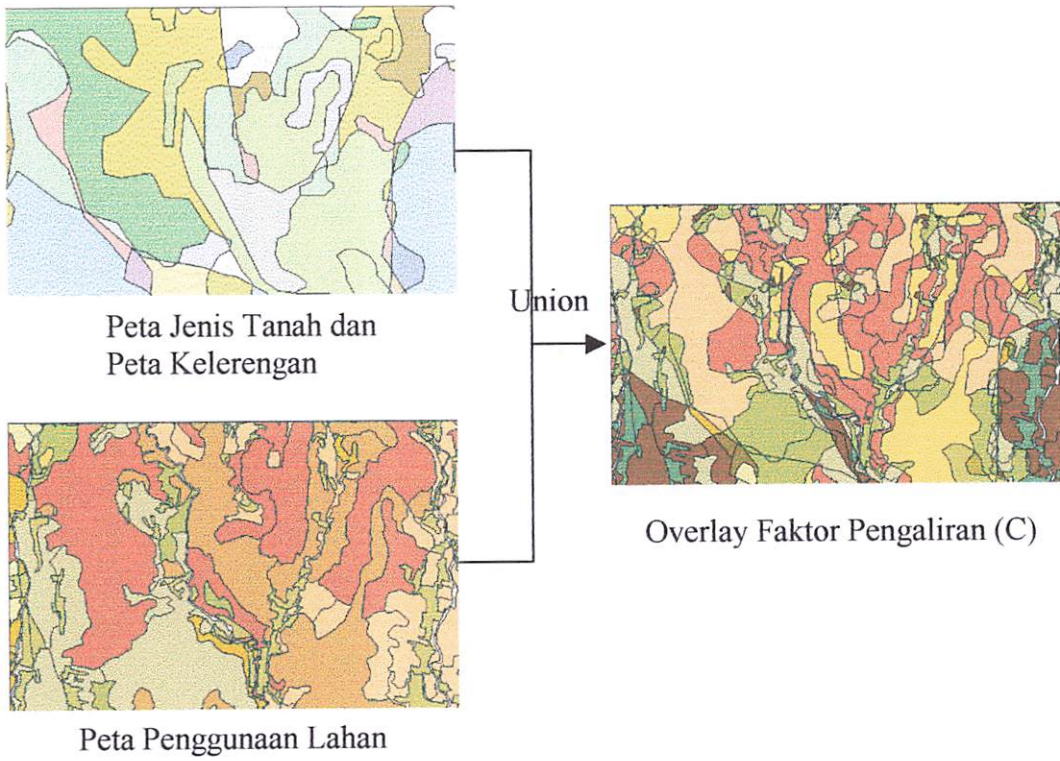 Peta Jenis Tanah dan
Peta Kelerengan
Union
Overlay Faktor Pengaliran (C)
Peta Penggunaan Lahan